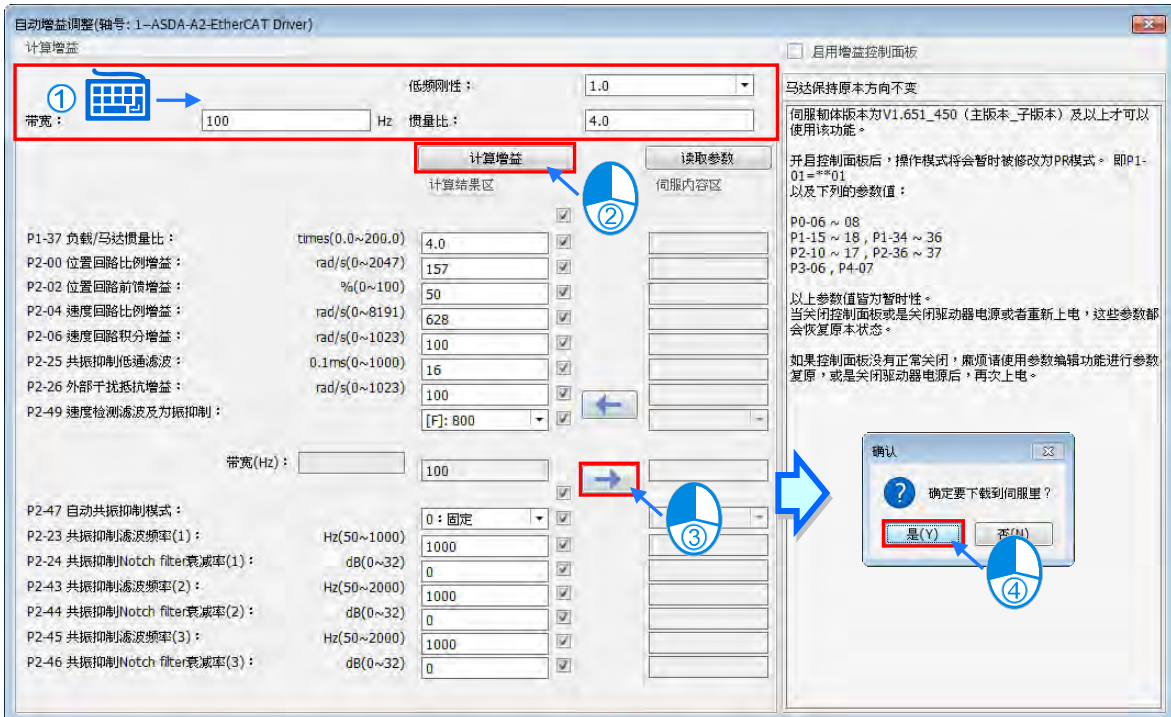 自动增益调整(轴号: 1--ASDA-A2-EtherCAT Driver)
计算增益
启用增益控制面板
①
低频刚性：
1.0
带宽：
100
Hz
惯量比：
4.0
计算增益
读取参数
计算结果区
伺服内容区
②
P1-37 负载/马达惯量比：
times(0.0~200.0)
4.0
P2-00 位置回路比例增益：
rad/s(0~2047)
157
P2-02 位置回路前馈增益：
%(0~100)
50
P2-04 速度回路比例增益：
rad/s(0~8191)
628
P2-06 速度回路积分增益：
rad/s(0~1023)
100
P2-25 共振抑制低通滤波：
0.1ms(0~1000)
16
P2-26 外部干扰抵抗增益：
rad/s(0~1023)
100
P2-49 速度检测滤波及
振抑制：
[F]: 800
带宽(Hz)：
100
③
P2-47 自动共振抑制模式：
0：固定
P2-23 共振抑制滤波频率(1)：
Hz(50~1000)
1000
P2-24 共振抑制Notch filter衰减率(1)：
dB(0~32)
0
P2-43 共振抑制滤波频率(2)：
Hz(50~2000)
1000
P2-44 共振抑制Notch filter衰减率(2)：
dB(0~32)
0
P2-45 共振抑制滤波频率(3)：
Hz(50~2000)
1000
P2-46 共振抑制Notch filter衰减率(3)：
dB(0~32)
0
马达保持原本方向不变
伺服韧体版本为V1.651_450（主版本_子版本）及以上才可以
使用该功能。
开启控制面板后，操作模式将会暂时被修改为PR模式。 即P1-
01=**01
以及下列的参数值：
P0-06 ~ 08
P1-15 ~ 18 , P1-34 ~ 36
P2-10 ~ 17 , P2-36 ~ 37
P3-06 , P4-07
以上参数值皆为暂时性。
当关闭控制面板或是关闭驱动器电源或者重新上电，这些参数都
会恢复原本状态。
如果控制面板没有正常关闭，麻烦请使用参数编辑功能进行参数
复原，或是关闭驱动器电源后，再次上电。
确认
确定要下载到伺服里？
是(Y)
否(N)
④